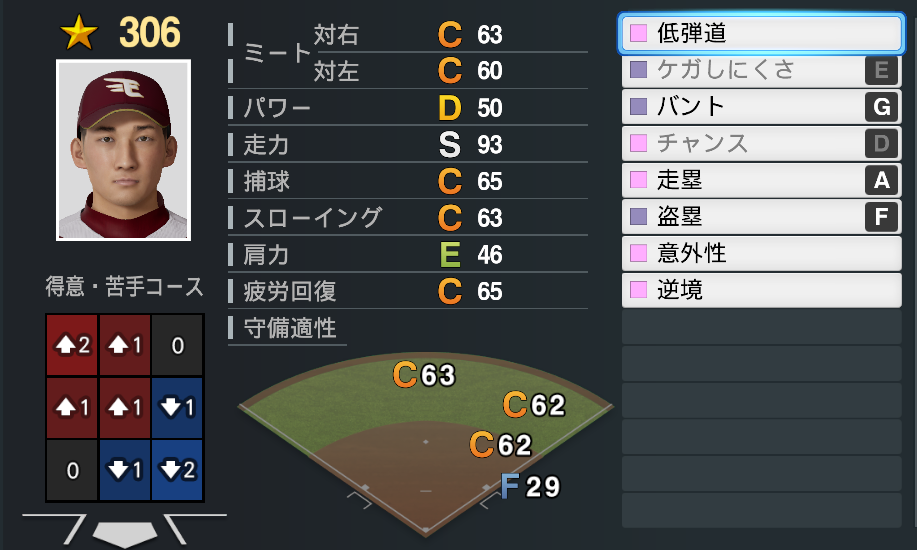 306
ミート 対右 C 63
対左 C 60
パワー D 50
走力 S 93
捕球 C 65
スローイング C 63
肩力 E 46
疲労回復 C 65
守備適性
C 63
C 62
C 62
F 29
得意・苦手コース
2 1 0
1 1 1
0 1 2
低弾道
ケガしにくさ E
バント G
チャンス D
走塁 A
盗塁 F
意外性
逆境